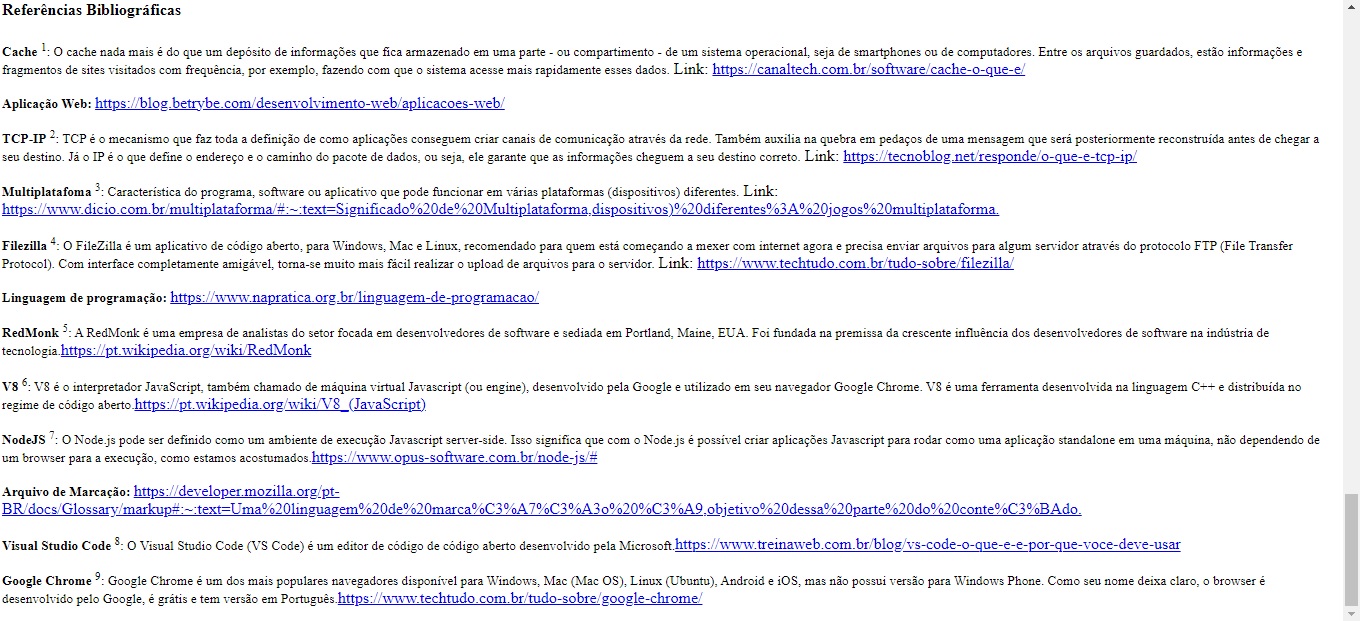 Referências Bibliográficas
Cache 1: O cache nada mais é do que um depósito de informações que fica armazenado em uma parte - ou compartimento - de um sistema operacional, seja de smartphones ou de computadores. Entre os arquivos guardados, estão informações e
fragmentos de sites visitados com frequência, por exemplo, fazendo com que o sistema acesse mais rapidamente esses dados. Link: https://canaltech.com.br/software/cache-o-que-e/
Aplicação Web: https://blog.betrybe.com/desenvolvimento-web/aplicacoes-web/
TCP-IP 2: TCP é o mecanismo que faz toda a definição de como aplicações conseguem criar canais de comunicação através da rede. Também auxilia na quebra em pedaços de uma mensagem que será posteriormente reconstruída antes de chegar a
seu destino. Já o IP é o que define o endereço e o caminho do pacote de dados, ou seja, ele garante que as informações cheguem a seu destino correto. Link: https://tecnoblog.net/responde/o-que-e-tcp-ip/
Multiplatafoma 3: Característica do programa, software ou aplicativo que pode funcionar em várias plataformas (dispositivos) diferentes. Link:
https://www.dicio.com.br/multiplataforma/#:~:text=Significado%20de%20Multiplataforma,dispositivos)%20diferentes%3A%20jogos%20multiplataforma.
Filezilla 4: O FileZilla é um aplicativo de código aberto, para Windows, Mac e Linux, recomendado para quem está começando a mexer com internet agora e precisa enviar arquivos para algum servidor através do protocolo FTP (File Transfer
Protocol). Com interface completamente amigável, torna-se muito mais fácil realizar o upload de arquivos para o servidor. Link: https://www.techtudo.com.br/tudo-sobre/filezilla/
Linguagem de programação: https://www.napratica.org.br/linguagem-de-programacao/
RedMonk 5: A RedMonk é uma empresa de analistas do setor focada em desenvolvedores de software e sediada em Portland, Maine, EUA. Foi fundada na premissa da crescente influência dos desenvolvedores de software na indústria de
tecnologia.https://pt.wikipedia.org/wiki/RedMonk
V8 6: V8 é o interpretador JavaScript, também chamado de máquina virtual Javascript (ou engine), desenvolvido pela Google e utilizado em seu navegador Google Chrome. V8 é uma ferramenta desenvolvida na linguagem C++ e distribuída no
regime de código aberto.https://pt.wikipedia.org/wiki/V8_(JavaScript)
NodeJS 7: O Node.js pode ser definido como um ambiente de execução Javascript server-side. Isso significa que com o Node.js é possível criar aplicações Javascript para rodar como uma aplicação standalone em uma máquina, não dependendo de
um browser para a execução, como estamos acostumados.https://www.opus-software.com.br/node-js/#
Arquivo de Marcação: https://developer.mozilla.org/pt-
BR/docs/Glossary/markup#:~:text=Uma%20linguagem%20de%20marca%C3%A7%C3%A3o%20%C3%A9,objetivo%20dessa%20parte%20do%20conte%C3%BAdo.
Visual Studio Code 8: O Visual Studio Code (VS Code) é um editor de código de código aberto desenvolvido pela Microsoft.https://www.treinaweb.com.br/blog/vs-code-o-que-e-e-por-que-voce-deve-usar
Google Chrome 9: Google Chrome é um dos mais populares navegadores disponível para Windows, Mac (Mac OS), Linux (Ubuntu), Android e iOS, mas não possui versão para Windows Phone. Como seu nome deixa claro, o browser é
desenvolvido pelo Google, é grátis e tem versão em Português.https://www.techtudo.com.br/tudo-sobre/google-chrome/